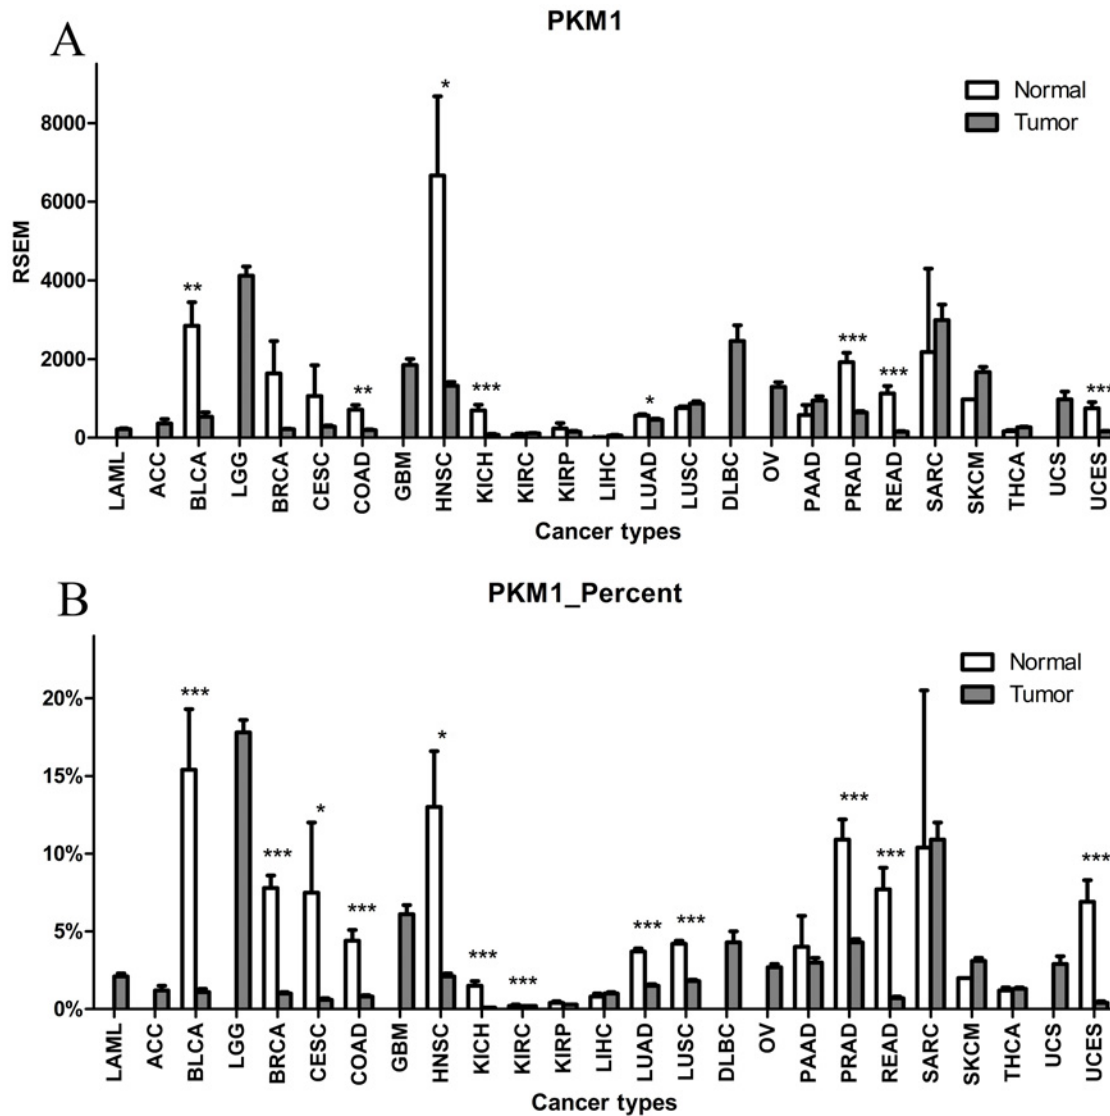 A
PKM1
Normal
Tumor
RSEM
8000
6000
4000
2000
0
*
**
**
***
*
***
***
***
LAML ACC BLCA LGG BRCA CESC COAD GBM HNSC KICH KIRC KIRP LIHC LUAD LUSC DLBC OV PAAD PRAD READ SARC SKCM THCA UCS UCES
Cancer types
B
PKM1_Percent
Normal
Tumor
20%
15%
10%
5%
0%
***
*
*
***
***
***
***
***
***
***
***
***
LAML ACC BLCA LGG BRCA CESC COAD GBM HNSC KICH KIRC KIRP LIHC LUAD LUSC DLBC OV PAAD PRAD READ SARC SKCM THCA UCS UCES
Cancer types